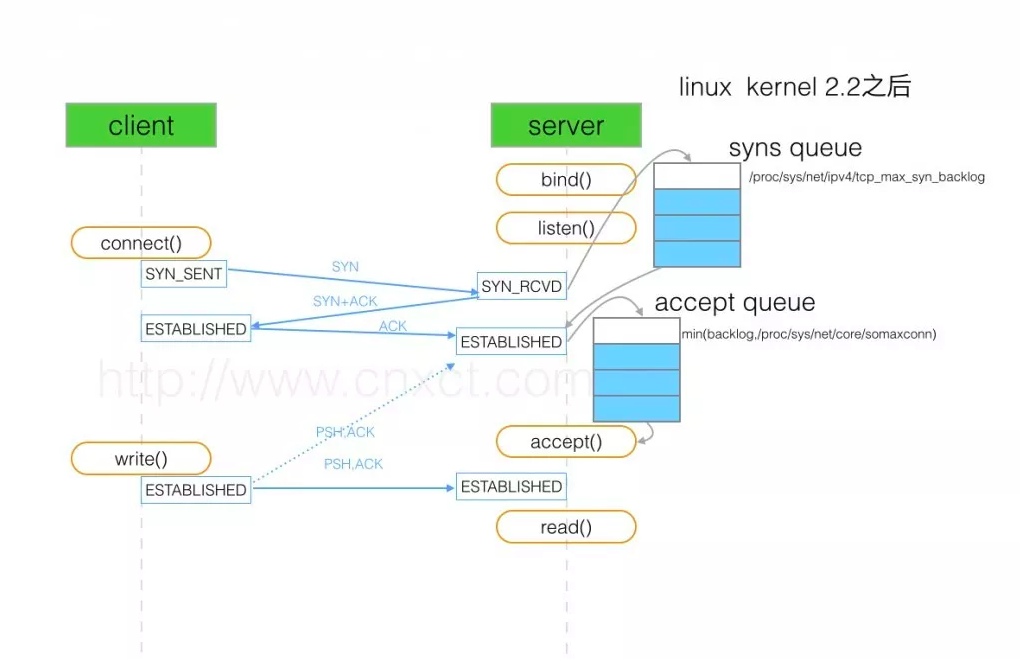 linux kernel 2.2之后
client
server
syns queue
/proc/sys/net/ipv4/tcp_max_syn_backlog
bind()
listen()
connect()
SYN_SENT
SYN
SYN_RCVD
SYN+ACK
accept queue
ESTABLISHED
ACK
ESTABLISHED
min(backlog,/proc/sys/net/core/somaxconn)
http://www.cnxct.com
PSH,ACK
accept()
write()
PSH,ACK
ESTABLISHED
ESTABLISHED
read()